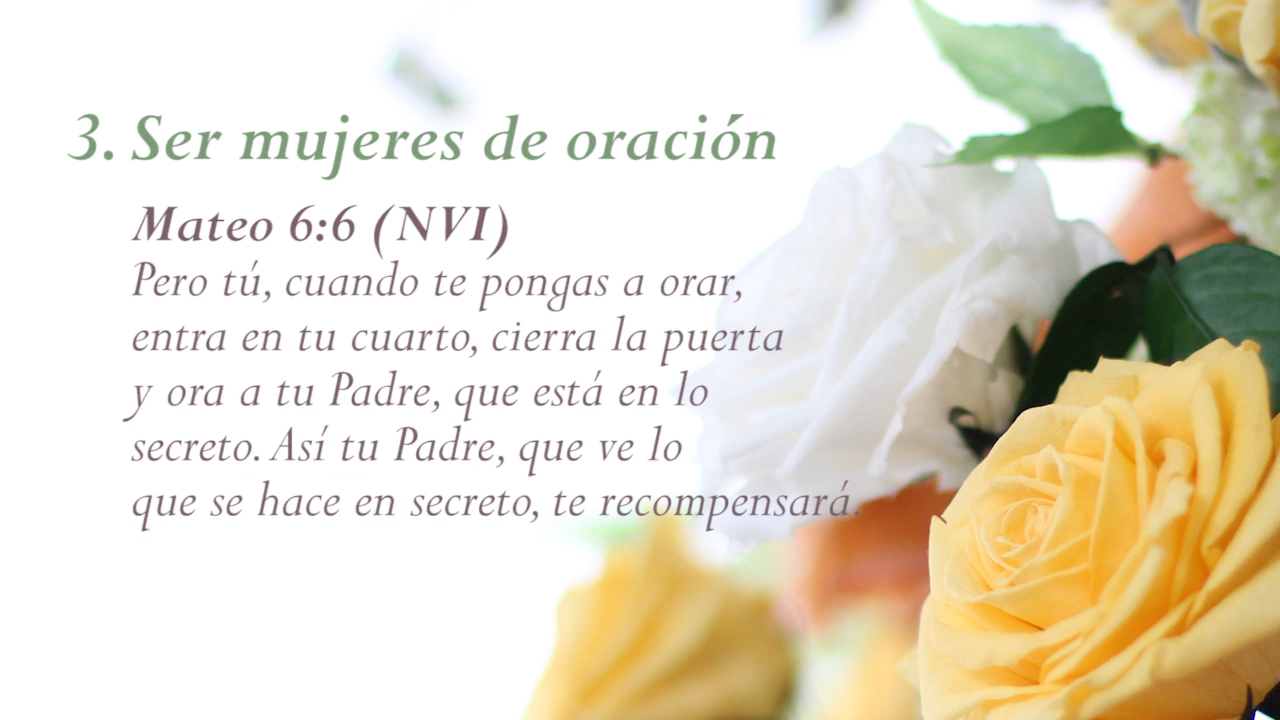 3. Ser mujeres de oración
Mateo 6:6 (NVI)
Pero tú, cuando te pongas a orar,
entra en tu cuarto, cierra la puerta
y ora a tu Padre, que está en lo
secreto. Así tu Padre, que ve lo
que se hace en secreto, te recompensará.